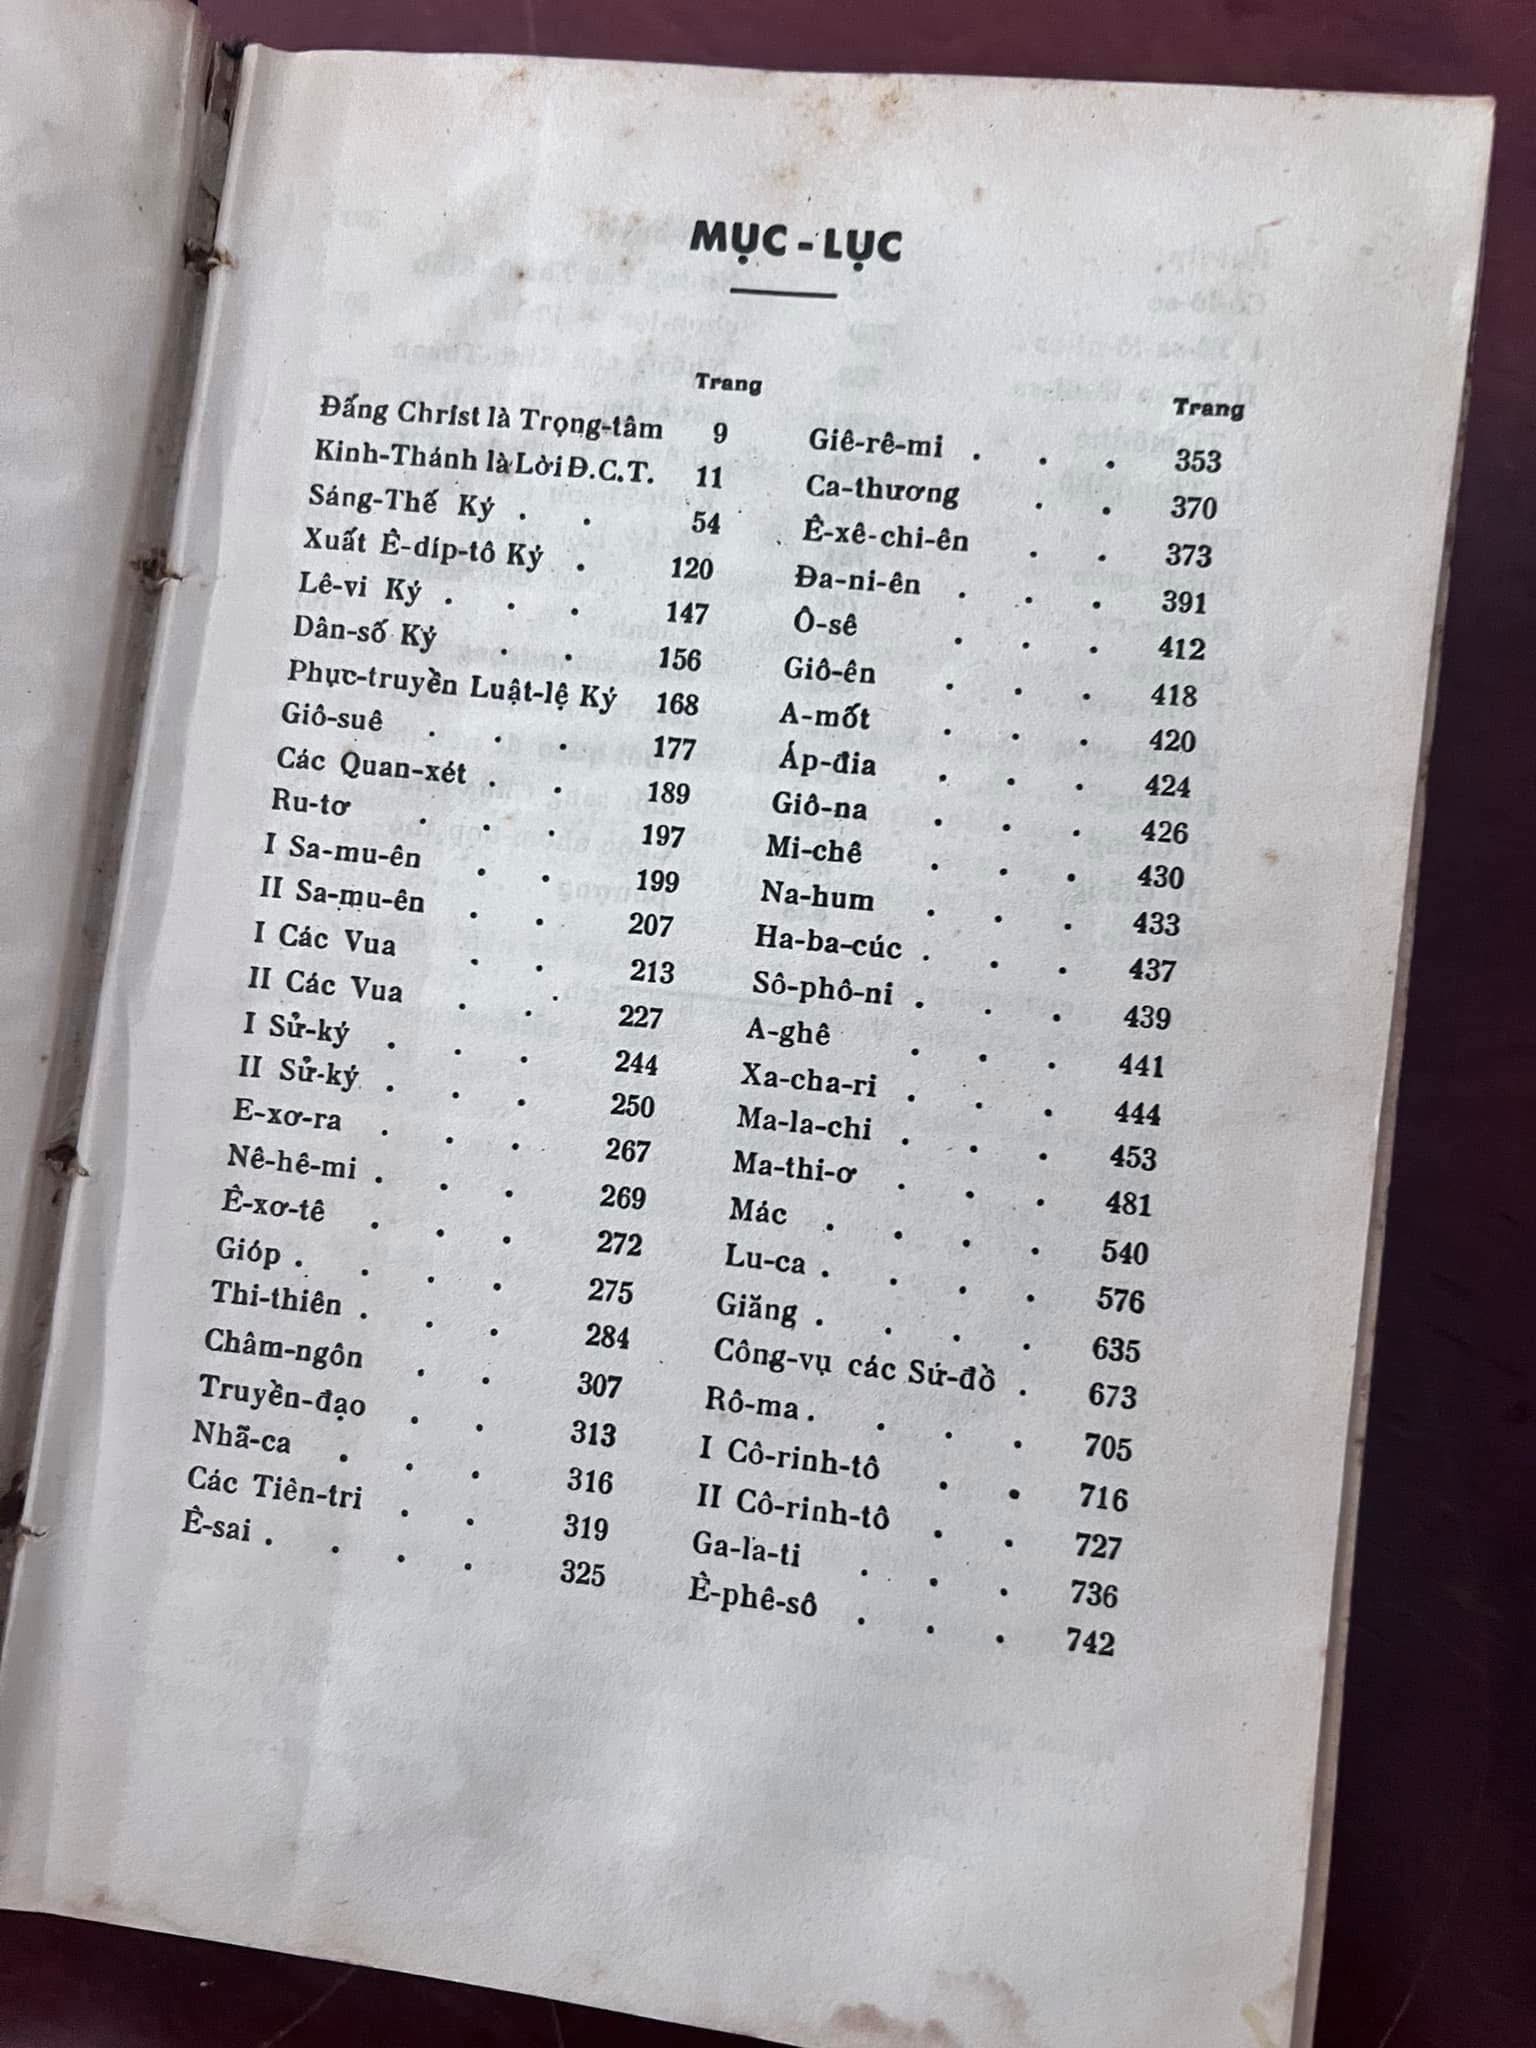 MỤC - LỤC
Trang
Đấng Christ là Trọng-tâm 9
Kinh-Thánh là Lời Đ.C.T. 11
Sáng-Thế Ký . . 54
Xuất Ê-díp-tô Ký . 120
Lê-vi Ký . . . 147
Dân-số Ký . . 156
Phục-truyền Luật-lệ Ký 168
Giô-suê . . . 177
Các Quan-xét . . 189
Ru-tơ . . . 197
I Sa-mu-ên . . 199
II Sa-mu-ên . . 207
I Các Vua . . 213
II Các Vua . . 227
I Sử-ký . . . 244
II Sử-ký . . . 250
E-xơ-ra . . . 267
Nê-hê-mi . . . 269
Ê-xơ-tê . . . 272
Gióp . . . . 275
Thi-thiên . . . 284
Châm-ngôn . . 307
Truyền-đạo . . 313
Nhã-ca . . . 316
Các Tiên-tri . . 319
Ê-sai . . . . 325
Trang
Giê-rê-mi . . . 353
Ca-thương . . 370
Ê-xê-chi-ên . . 373
Đa-ni-ên . . . 391
Ô-sê . . . 412
Giô-ên . . . 418
A-mốt . . . 420
Áp-đia . . . 424
Giô-na . . . 426
Mi-chê . . . 430
Na-hum . . . 433
Ha-ba-cúc . . . 437
Sô-phô-ni . . . 439
A-ghê . . . 441
Xa-cha-ri . . . 444
Ma-la-chi . . . 453
Ma-thi-ơ . . . 481
Mác . . . . 540
Lu-ca . . . . 576
Giăng . . . . 635
Công-vụ các Sứ-đồ . 673
Rô-ma . . . . 705
I Cô-rinh-tô . . 716
II Cô-rinh-tô . . 727
Ga-la-ti . . . 736
Ê-phê-sô . . . 742